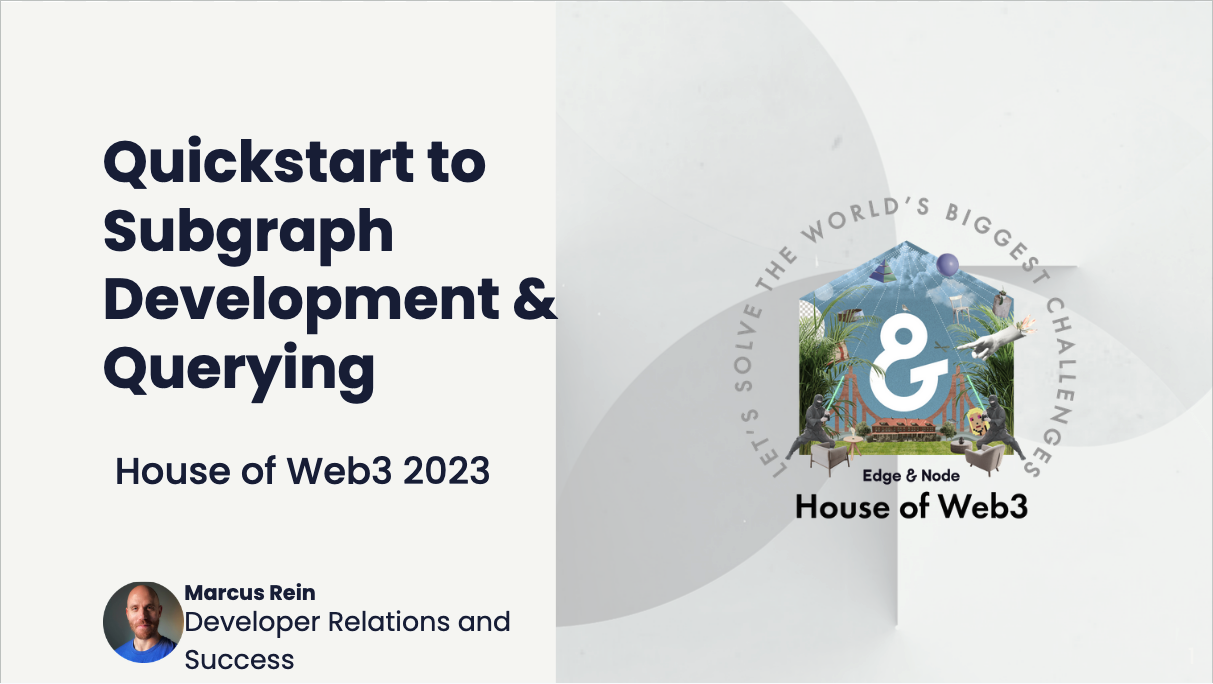 Quickstart to
Subgraph
Development &
Querying
House of Web3 2023
Marcus Rein
Developer Relations and
Success
LET'S SOLVE THE WORLD'S BIGGEST CHALLENGES
&
Edge & Node
House of Web3